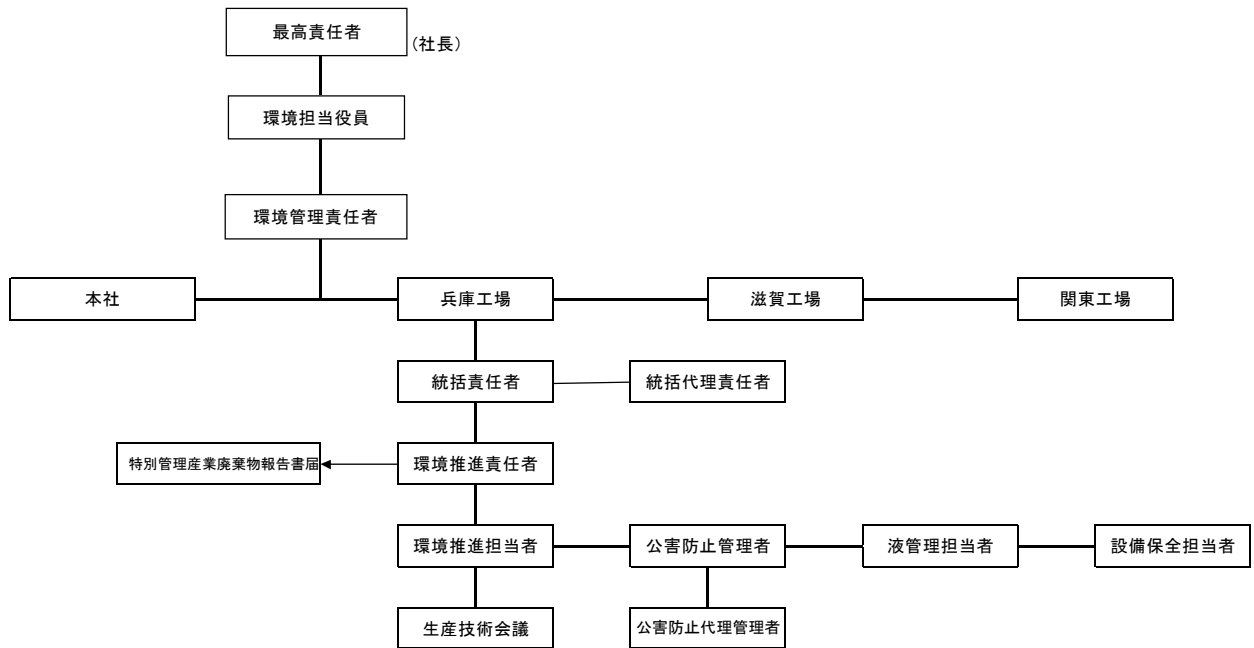 最高責任者
(社長)
環境担当役員
環境管理責任者
本社
兵庫工場
滋賀工場
関東工場
統括責任者
統括代理責任者
特別管理産業廃棄物報告書届
環境推進責任者
環境推進担当者
公害防止管理者
液管理担当者
設備保全担当者
生産技術会議
公害防止代理管理者